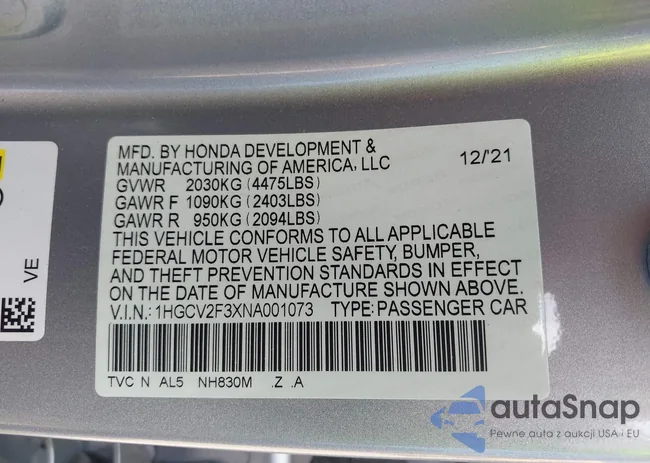 MFD. BY HONDA DEVELOPMENT &
MANUFACTURING OF AMERICA, LLC 12/'21
GVWR 2030KG (4475LBS)
GAWR F 1090KG (2403LBS)
GAWR R 950KG (2094LBS)
THIS VEHICLE CONFORMS TO ALL APPLICABLE
FEDERAL MOTOR VEHICLE SAFETY, BUMPER,
AND THEFT PREVENTION STANDARDS IN EFFECT
ON THE DATE OF MANUFACTURE SHOWN ABOVE.
V.I.N.: 1HGCV2F3XNA001073 TYPE: PASSENGER CAR
TVC N AL5 NH830M .Z .A
VE
autaSnap
Pewne auta z aukcji USA i EU